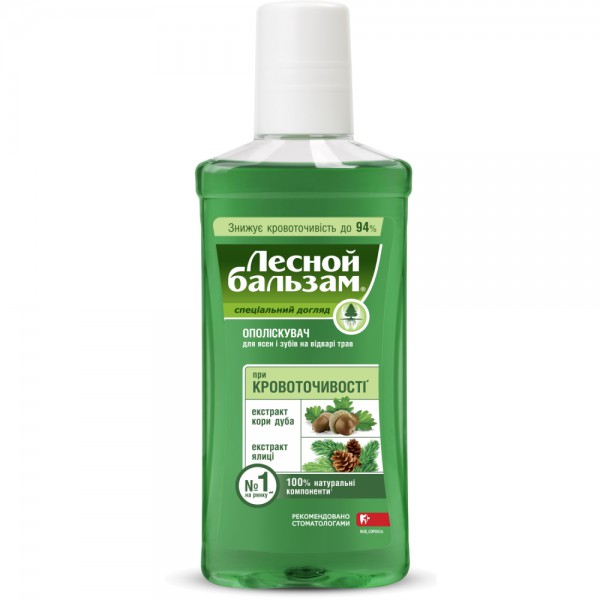 Знижує кровоточивість до 94%
Лесной
бальзам®
спеціальний догляд
ОПОЛІСКУВАЧ
для ясен і зубів на відварі трав
при
КРОВОТОЧИВОСТІ
екстракт
кори дуба
екстракт
ялиці
№1
на ринку
100% натуральні
компоненти
РЕКОМЕНДОВАНО
СТОМАТОЛОГАМИ